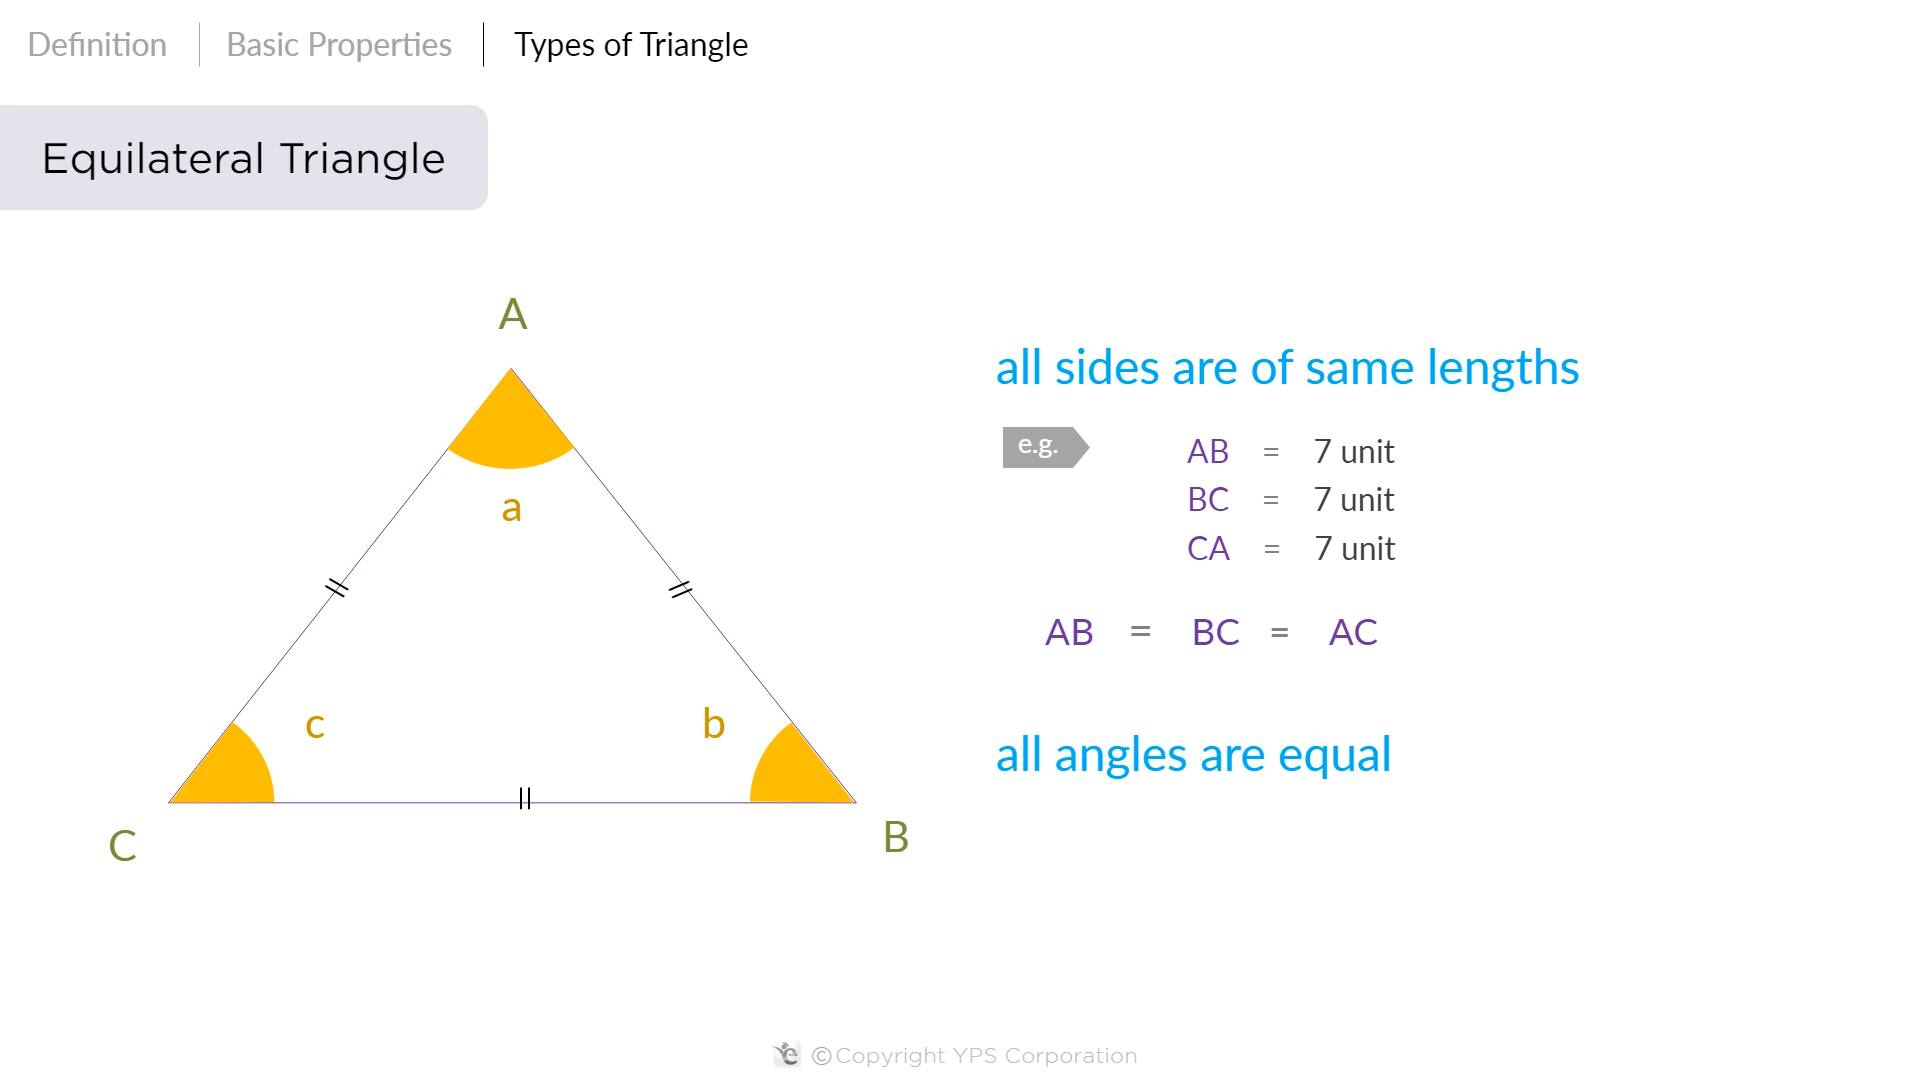 Definition | Basic Properties | Types of Triangle
Equilateral Triangle
A
a
c
b
C
B
all sides are of same lengths
e.g.
AB = 7 unit
BC = 7 unit
CA = 7 unit
AB = BC = AC
all angles are equal
e ©Copyright YPS Corporation